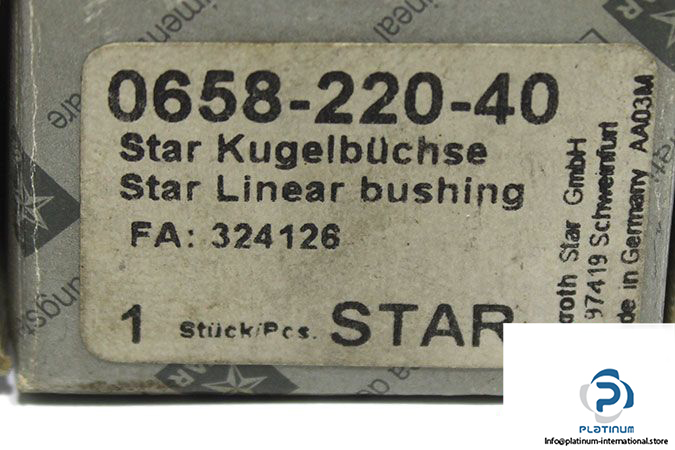 0658-220-40
Star Kugelbüchse
Star Linear bushing
FA: 324126
1 Stück/Pcs. STAR
roth Star GmbH
97419 Schweinfurt
de in Germany AA03M
PLATINUM
Info@platinum-international.store